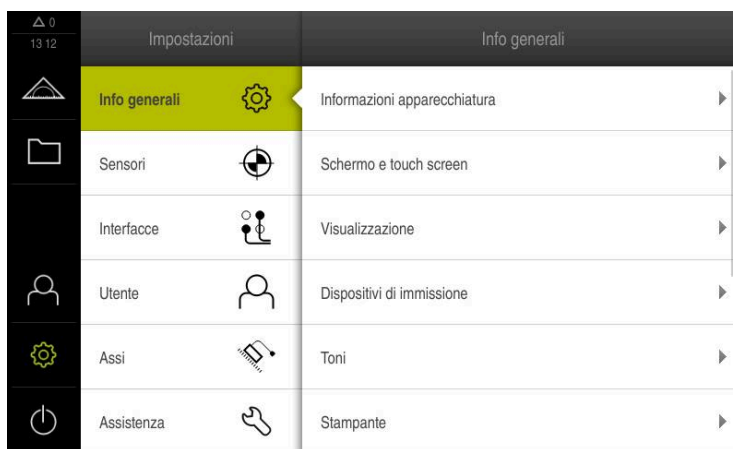 0
13 12
Impostazioni
Info generali
Info generali
Sensori
Interfacce
Utente
Assi
Assistenza
Informazioni apparecchiatura
Schermo e touch screen
Visualizzazione
Dispositivi di immissione
Toni
Stampante